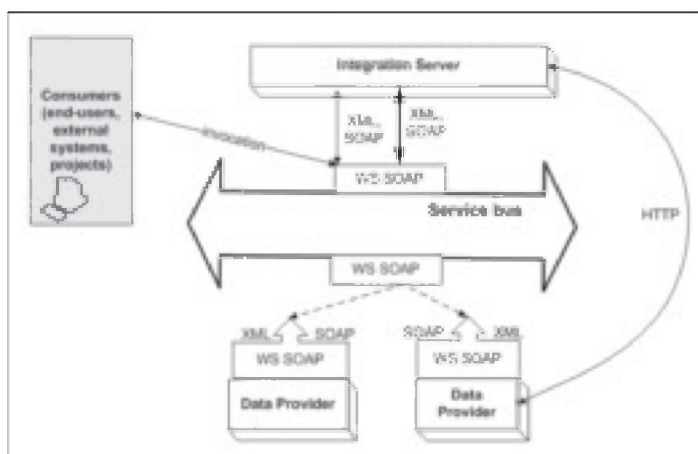 Integration Server
Consumers
(end-users,
external
systems,
projects)
Invocation
XML
SOAP
XML
SOAP
WS SOAP
Service bus
HTTP
WS SOAP
XML
SOAP
SOAP
XML
WS SOAP
WS SOAP
Data Provider
Data
Provider